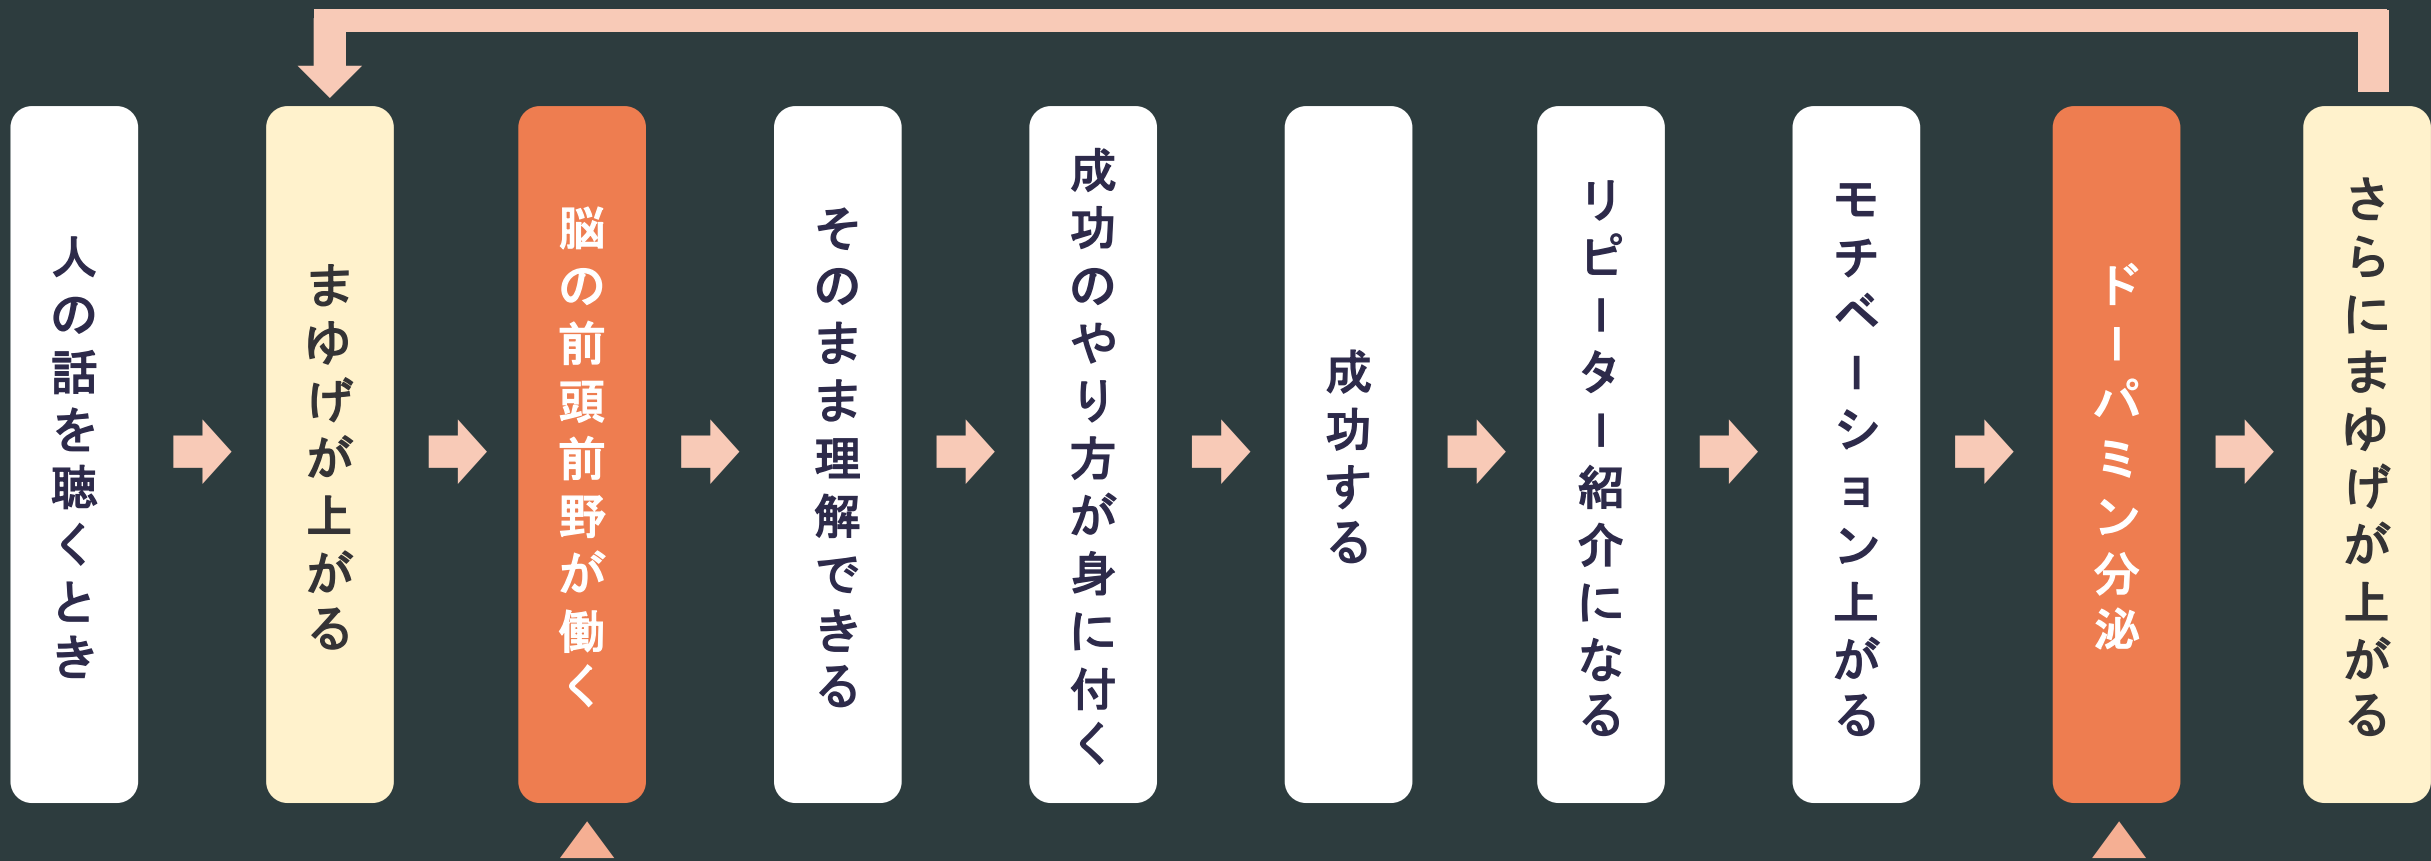 人の話を聴くとき
まゆげが上がる
脳の前頭前野が働く
そのまま理解できる
成功のやり方が身に付く
成功する
リピーター紹介になる
モチベーション上がる
ドーパミン分泌
さらにまゆげが上がる